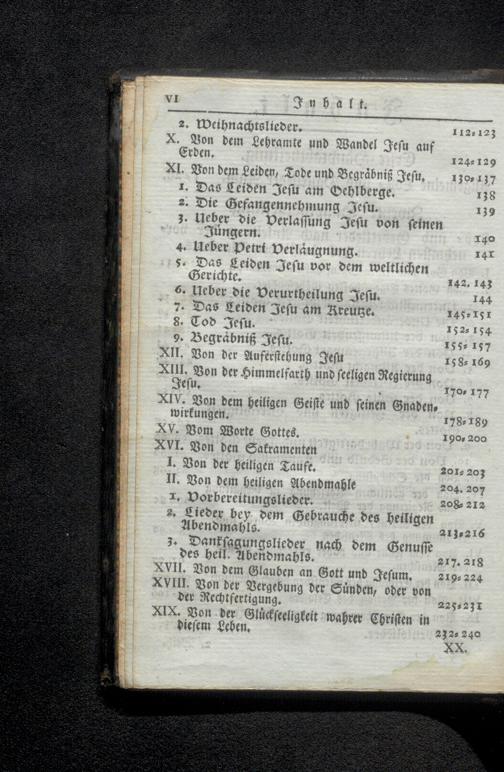 VI Inhalt.
2. Weihnachtslieder. 112=123
X. Von dem Lehramte und Wandel Jesu auf
Erden. 124=129
XI. Von dem Leiden, Tode und Begräbniß Jesu. 130=137
1. Das Leiden Jesu am Oehlberge. 138
2. Die Gefangennehmung Jesu. 139
3. Ueber die Verlassung Jesu von seinen
Jüngern. 140
4. Ueber Petri Verläugnung. 141
5. Das Leiden Jesu vor dem weltlichen
Gerichte. 142. 143
6. Ueber die Verurtheilung Jesu. 144
7. Das Leiden Jesu am Kreutze. 145=151
8. Tod Jesu. 152=154
9. Begräbniß Jesu. 155=157
XII. Von der Auferstehung Jesu 158=169
XIII. Von der Himmelfarth und seeligen Regierung
Jesu. 170=177
XIV. Von dem heiligen Geiste und seinen Gnaden=
wirkungen. 178=189
XV. Vom Worte Gottes. 190=200
XVI. Von den Sakramenten
I. Von der heiligen Taufe. 201=203
II. Von dem heiligen Abendmahle 204. 207
1. Vorbereitungslieder. 208=212
2. Lieder bey dem Gebrauche des heiligen
Abendmahls. 213=216
3. Danksagungslieder nach dem Genusse
des heil. Abendmahls. 217. 218
XVII. Von dem Glauben an Gott und Jesum. 219=224
XVIII. Von der Vergebung der Sünden, oder von
der Rechtfertigung. 225=231
XIX. Von der Glückseeligkeit wahrer Christen in
diesem Leben. 232=240
XX.